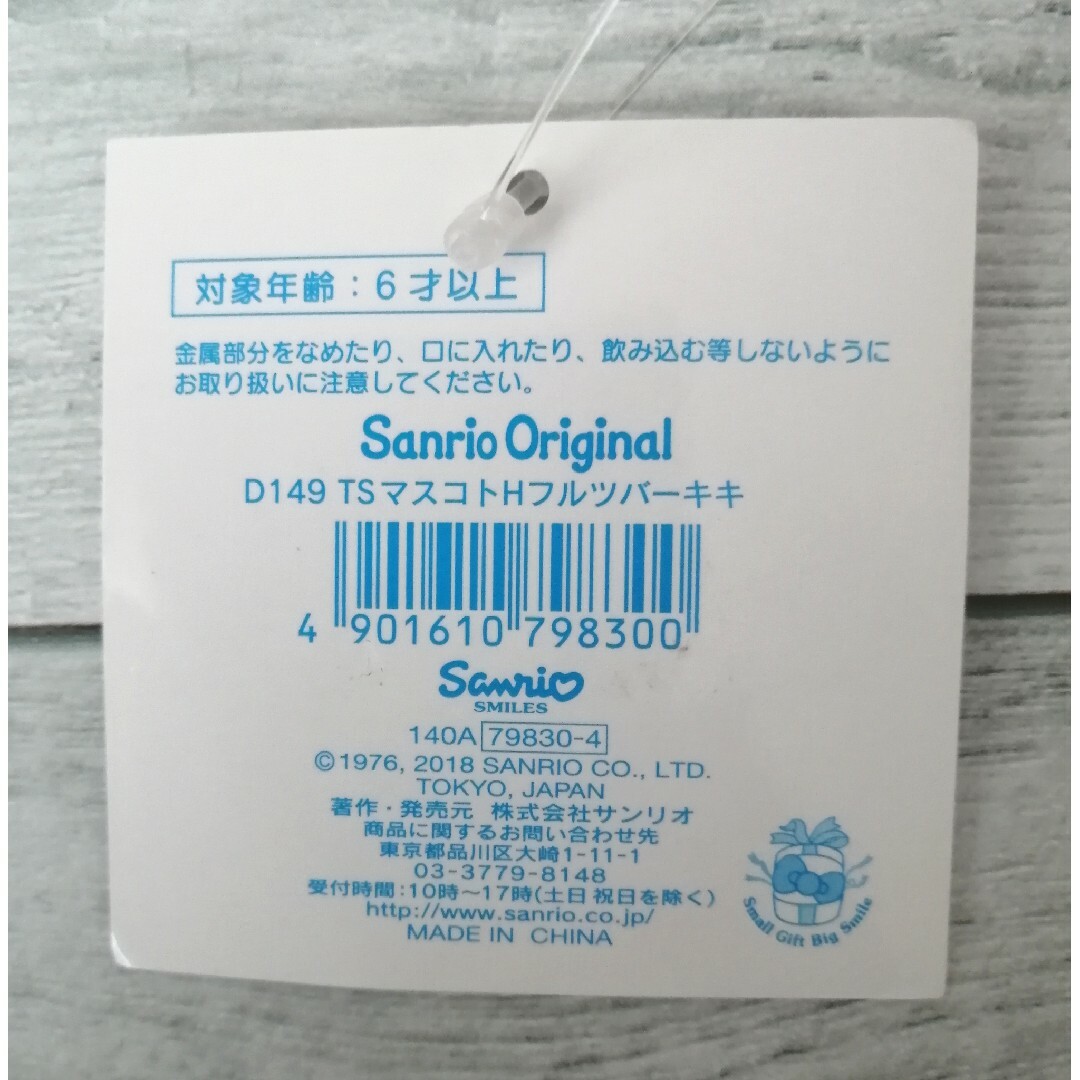 対象年齢：6才以上
金属部分をなめたり、口に入れたり、飲み込む等しないように
お取り扱いに注意してください。
Sanrio Original
D149 TSマスコトHフルツバーキキ
4 901610 798300
Sanrio
SMILES
140A 79830-4
©1976, 2018 SANRIO CO., LTD.
TOKYO, JAPAN
著作・発売元 株式会社サンリオ
商品に関するお問い合わせ先
東京都品川区大崎1-11-1
03-3779-8148
受付時間：10時～17時(土日祝日を除く)
http://www.sanrio.co.jp/
MADE IN CHINA
Small Gift Big Smile